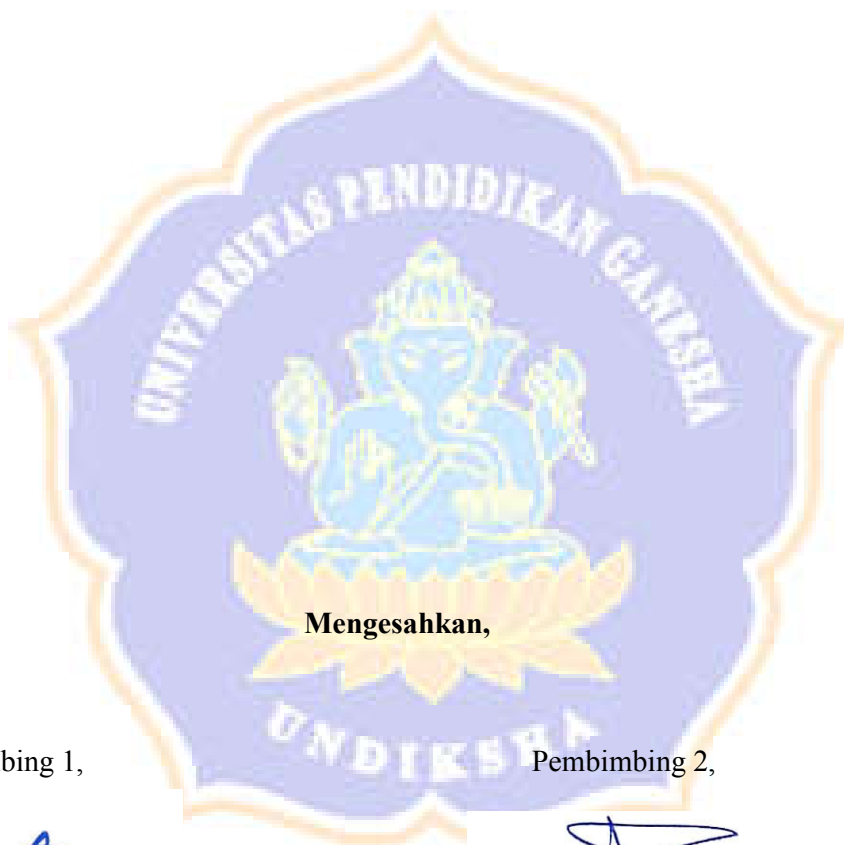 UNIVERSITAS PENDIDIKAN GANESHA
Mengesahkan,
UNDIKSHA
bing 1,
Pembimbing 2,